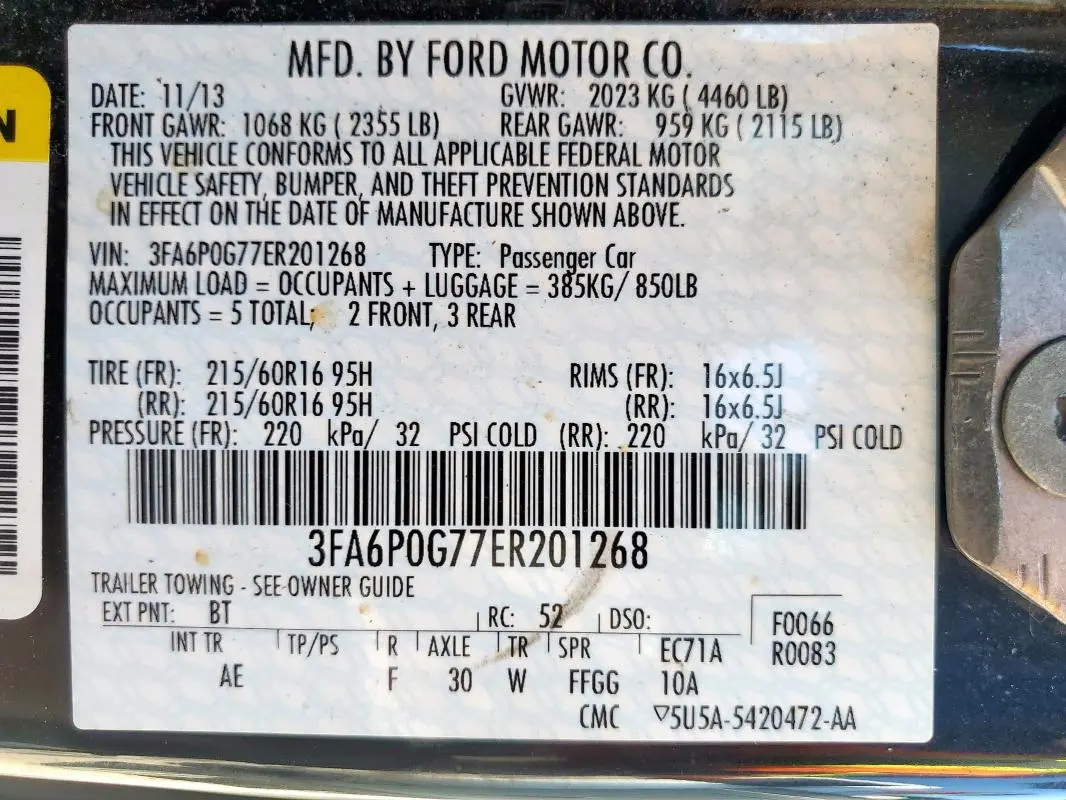 MFD. BY FORD MOTOR CO.
DATE: 11/13 GVWR: 2023 KG ( 4460 LB)
FRONT GAWR: 1068 KG ( 2355 LB) REAR GAWR: 959 KG ( 2115 LB)
THIS VEHICLE CONFORMS TO ALL APPLICABLE FEDERAL MOTOR
VEHICLE SAFETY, BUMPER, AND THEFT PREVENTION STANDARDS
IN EFFECT ON THE DATE OF MANUFACTURE SHOWN ABOVE.
VIN: 3FA6P0G77ER201268 TYPE: Passenger Car
MAXIMUM LOAD = OCCUPANTS + LUGGAGE = 385KG/ 850LB
OCCUPANTS = 5 TOTAL; 2 FRONT, 3 REAR
TIRE (FR): 215/60R16 95H RIMS (FR): 16x6.5J
(RR): 215/60R16 95H (RR): 16x6.5J
PRESSURE (FR): 220 kPa/ 32 PSI COLD (RR): 220 kPa/ 32 PSI COLD
3FA6P0G77ER201268
TRAILER TOWING - SEE OWNER GUIDE
EXT PNT: BT RC: 52 DSO: F0066
INT TR TP/PS R AXLE TR SPR EC71A R0083
AE F 30 W FFGG 10A
CMC ▽5U5A-5420472-AA
N